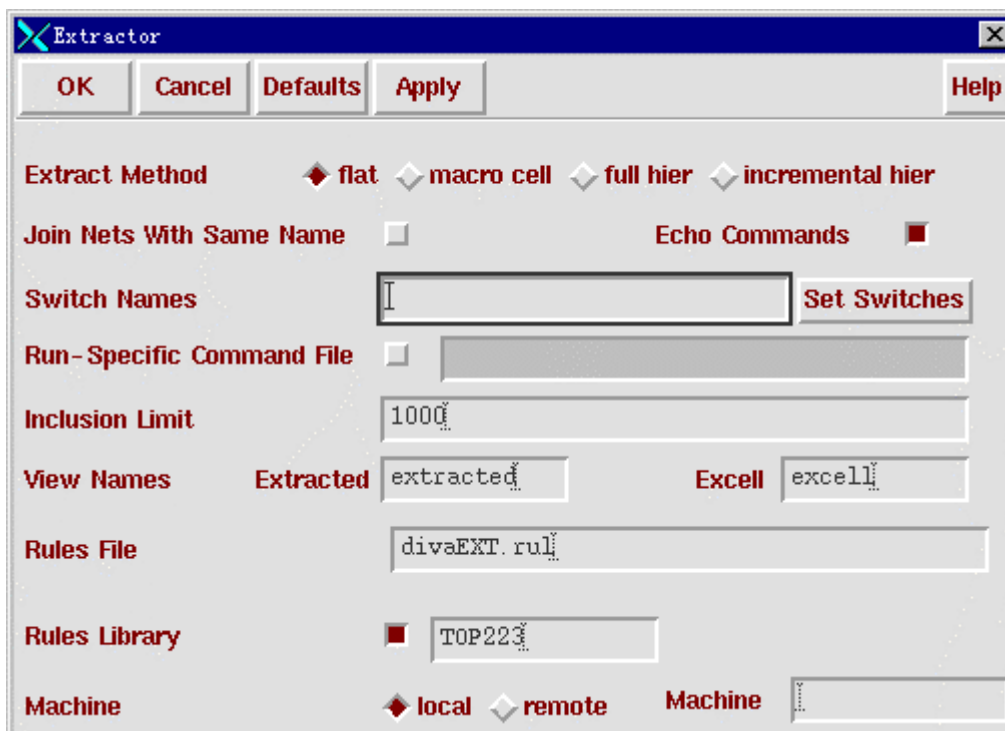 Extractor
OK Cancel Defaults Apply Help
Extract Method flat macro cell full hier incremental hier
Join Nets With Same Name Echo Commands
Switch Names Set Switches
Run-Specific Command File
Inclusion Limit 1000
View Names Extracted extracted Excell excell
Rules File divaEXT.rul
Rules Library TOP223
Machine local remote Machine